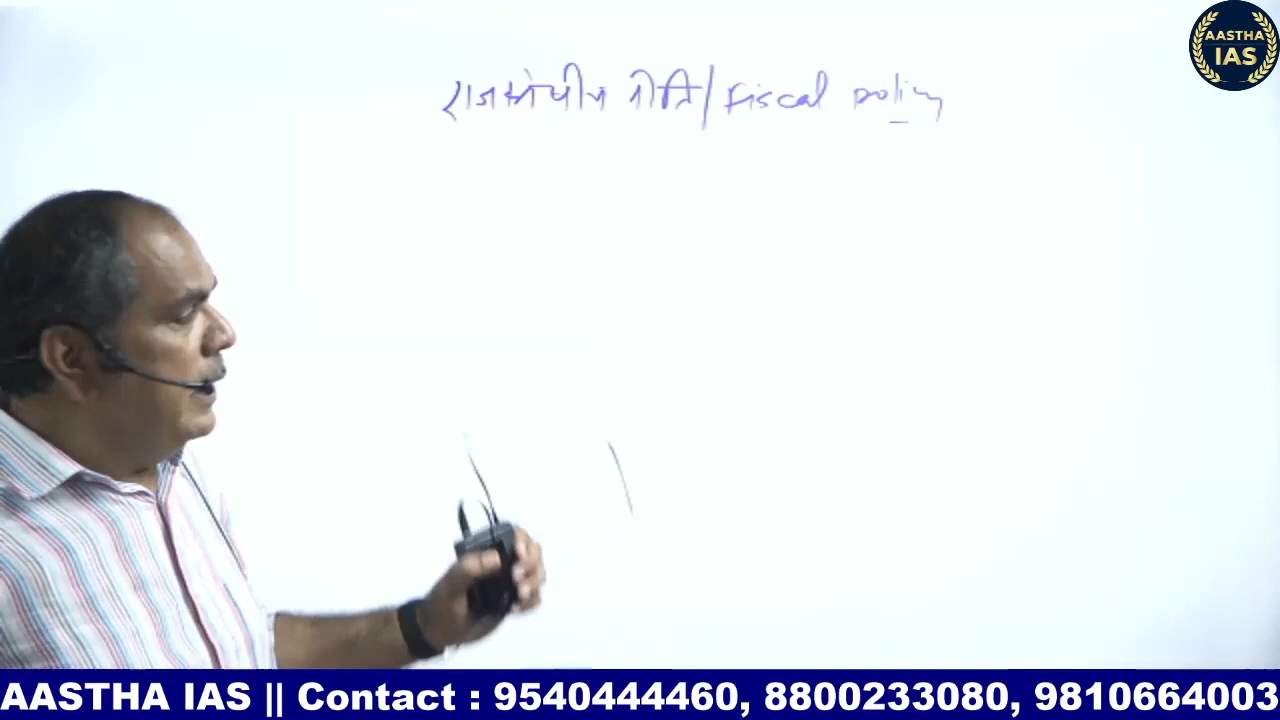 AASTHA
IAS
राजकोषीय नीति/Fiscal policy
AASTHA IAS || Contact : 9540444460, 8800233080, 9810664003